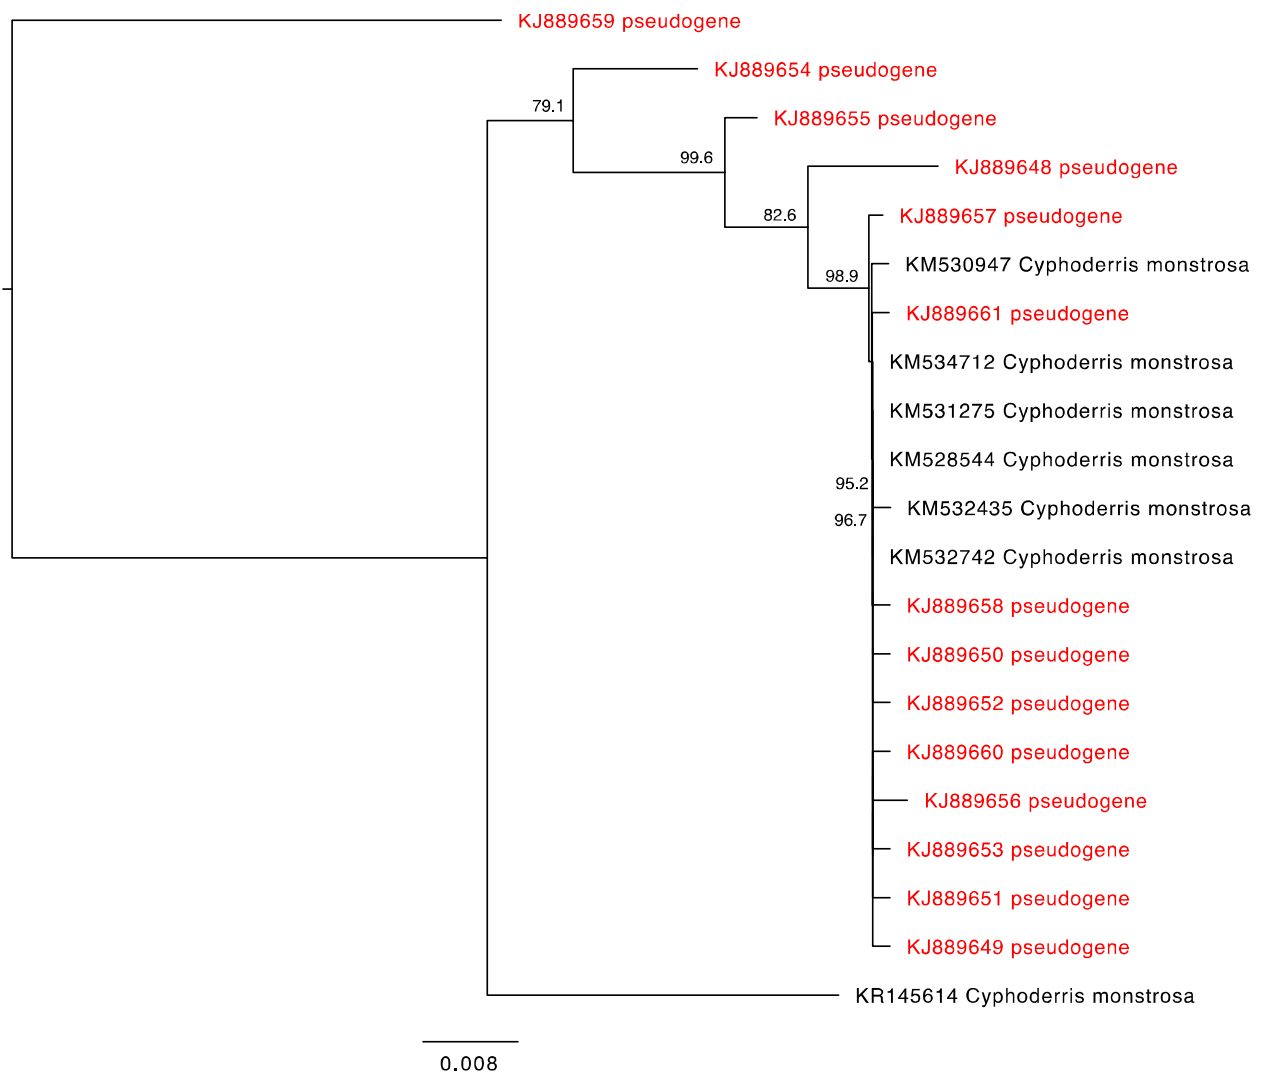 KJ889659 pseudogene
KJ889654 pseudogene
79.1
KJ889655 pseudogene
99.6
KJ889648 pseudogene
82.6
KJ889657 pseudogene
KM530947 Cyphoderris monstrosa
98.9
KJ889661 pseudogene
KM534712 Cyphoderris monstrosa
KM531275 Cyphoderris monstrosa
KM528544 Cyphoderris monstrosa
95.2
KM532435 Cyphoderris monstrosa
96.7
KM532742 Cyphoderris monstrosa
KJ889658 pseudogene
KJ889650 pseudogene
KJ889652 pseudogene
KJ889660 pseudogene
KJ889656 pseudogene
KJ889653 pseudogene
KJ889651 pseudogene
KJ889649 pseudogene
KR145614 Cyphoderris monstrosa
0.008